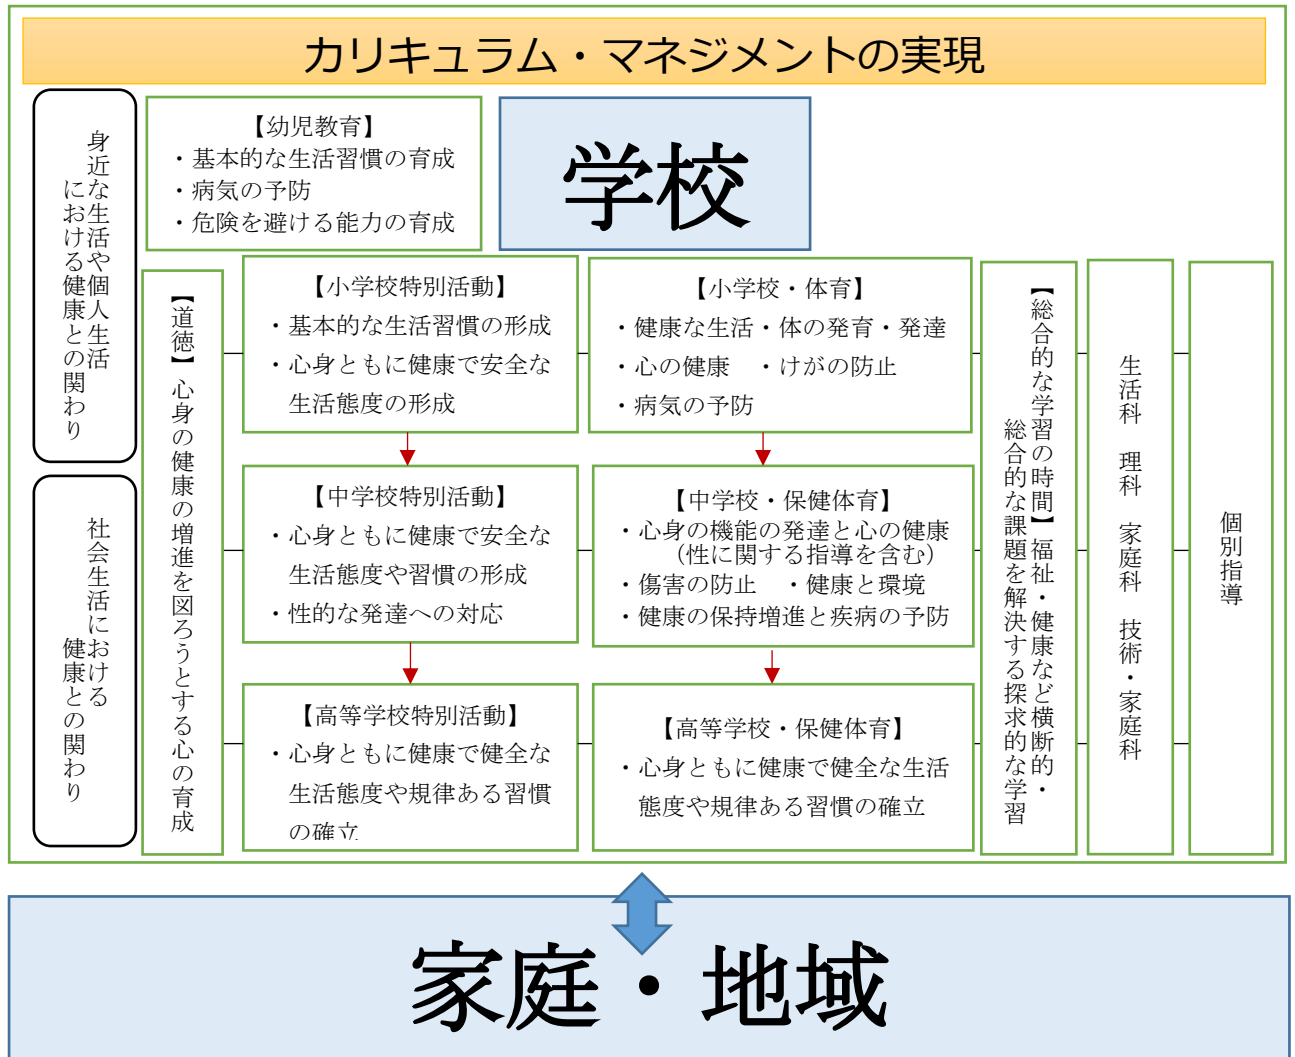 カリキュラム・マネジメントの実現
身近な生活や個人生活
における健康との関わり
【幼児教育】
・基本的な生活習慣の育成
・病気の予防
・危険を避ける能力の育成
学校
社会生活における
健康との関わり
【道徳】心身の健康の増進を図ろうとする心の育成
【小学校特別活動】
・基本的な生活習慣の形成
・心身ともに健康で安全な
生活態度の形成
【小学校・体育】
・健康な生活・体の発育・発達
・心の健康　・けがの防止
・病気の予防
【中学校特別活動】
・心身ともに健康で安全な
生活態度や習慣の形成
・性的な発達への対応
【中学校・保健体育】
・心身の機能の発達と心の健康
（性に関する指導を含む）
・傷害の防止　・健康と環境
・健康の保持増進と疾病の予防
【高等学校特別活動】
・心身ともに健康で健全な
生活態度や規律ある習慣
の確立
【高等学校・保健体育】
・心身ともに健康で健全な生活
態度や規律ある習慣の確立
【総合的な学習の時間】福祉・健康など横断的・
総合的な課題を解決する探求的な学習
生活科　理科　家庭科　技術・家庭科
個別指導
家庭・地域